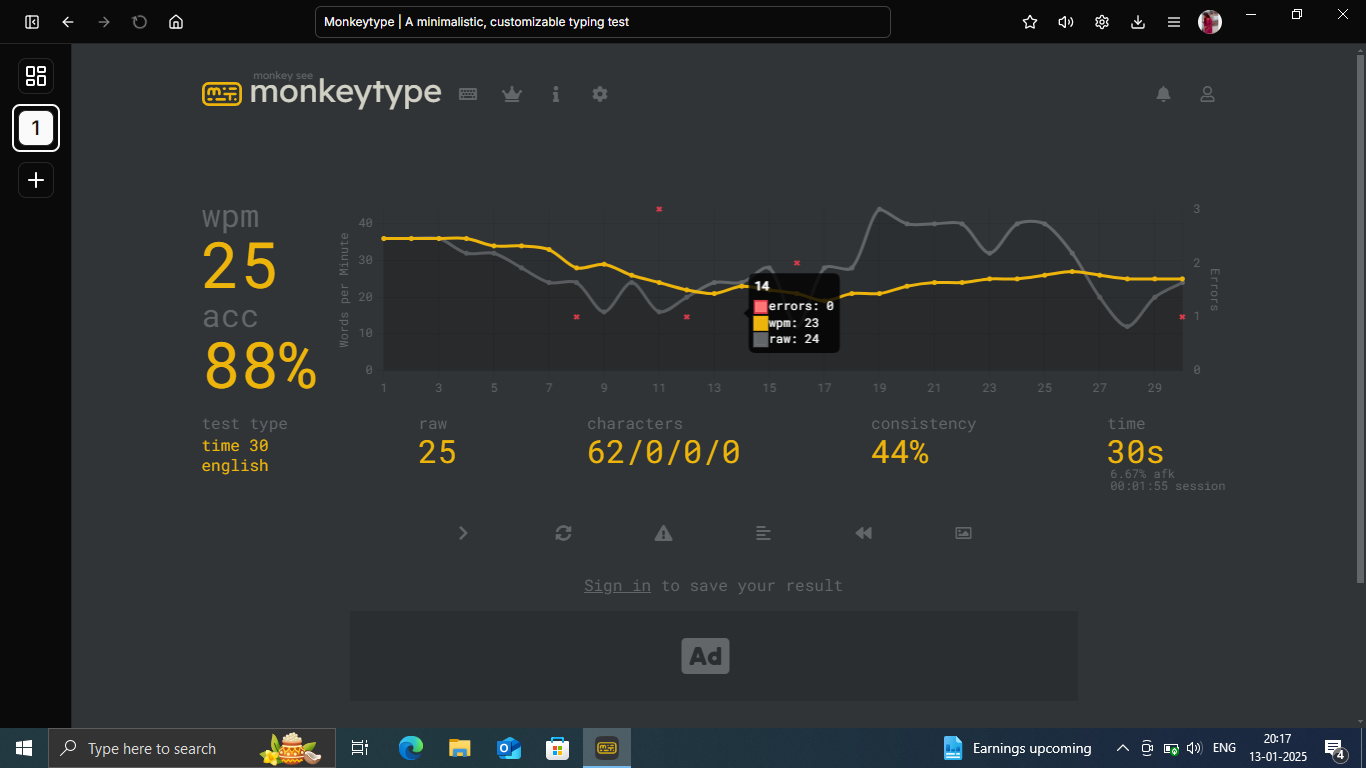 Monkeytype | A minimalistic, customizable typing test
1
monkey see
monkeytype
wpm
25
acc
88%
Words per Minute
40
30
20
10
0
1 3 5 7 9 11 13 15 17 19 21 23 25 27 29
3
2
1
0
Errors
14
errors: 0
wpm: 23
raw: 24
test type
time 30
english
raw
25
characters
62/0/0/0
consistency
44%
time
30s
6.67% afk
00:01:55 session
Sign in to save your result
Ad
Type here to search
Earnings upcoming
ENG
20:17
13-01-2025
4